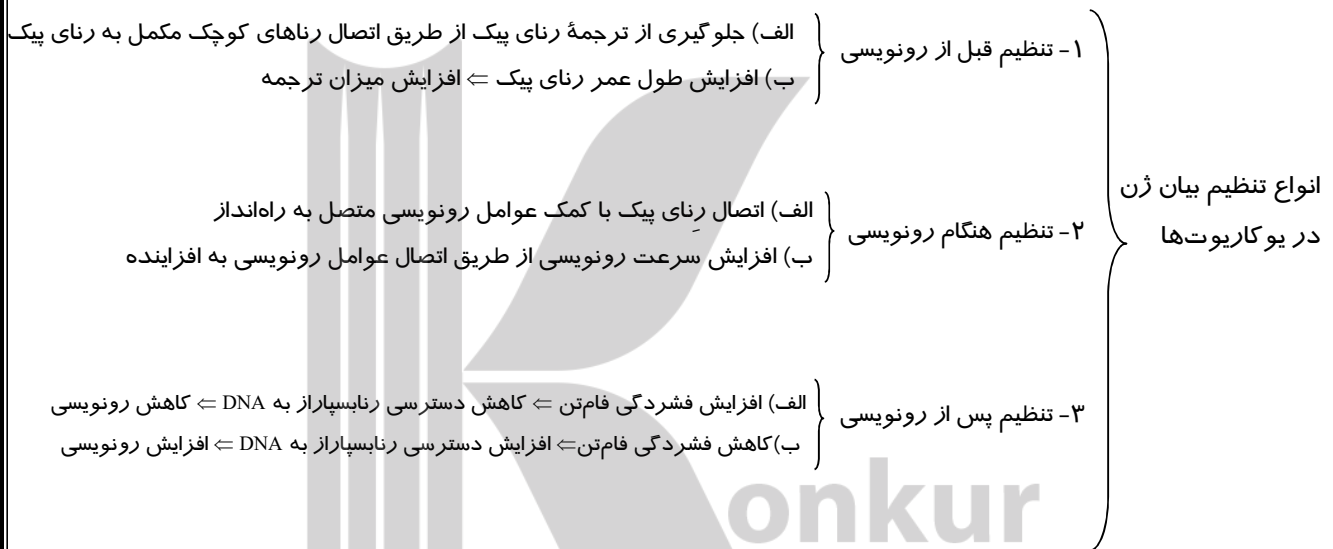 انواع تنظیم بیان ژن
در یوکاریوت‌ها
۱- تنظیم قبل از رونویسی
الف) جلوگیری از ترجمۀ رنای پیک از طریق اتصال رناهای کوچک مکمل به رنای پیک
ب) افزایش طول عمر رنای پیک ⇐ افزایش میزان ترجمه
۲- تنظیم هنگام رونویسی
الف) اتصال رِنای پیک با کمک عوامل رونویسی متصل به راه‌انداز
ب) افزایش سرعت رونویسی از طریق اتصال عوامل رونویسی به افزاینده
۳- تنظیم پس از رونویسی
الف) افزایش فشردگی فام‌تن ⇐ کاهش دسترسی رنابسپاراز به DNA ⇐ کاهش رونویسی
ب)کاهش فشردگی فام‌تن⇐ افزایش دسترسی رنابسپاراز به DNA ⇐ افزایش رونویسی
Konkur